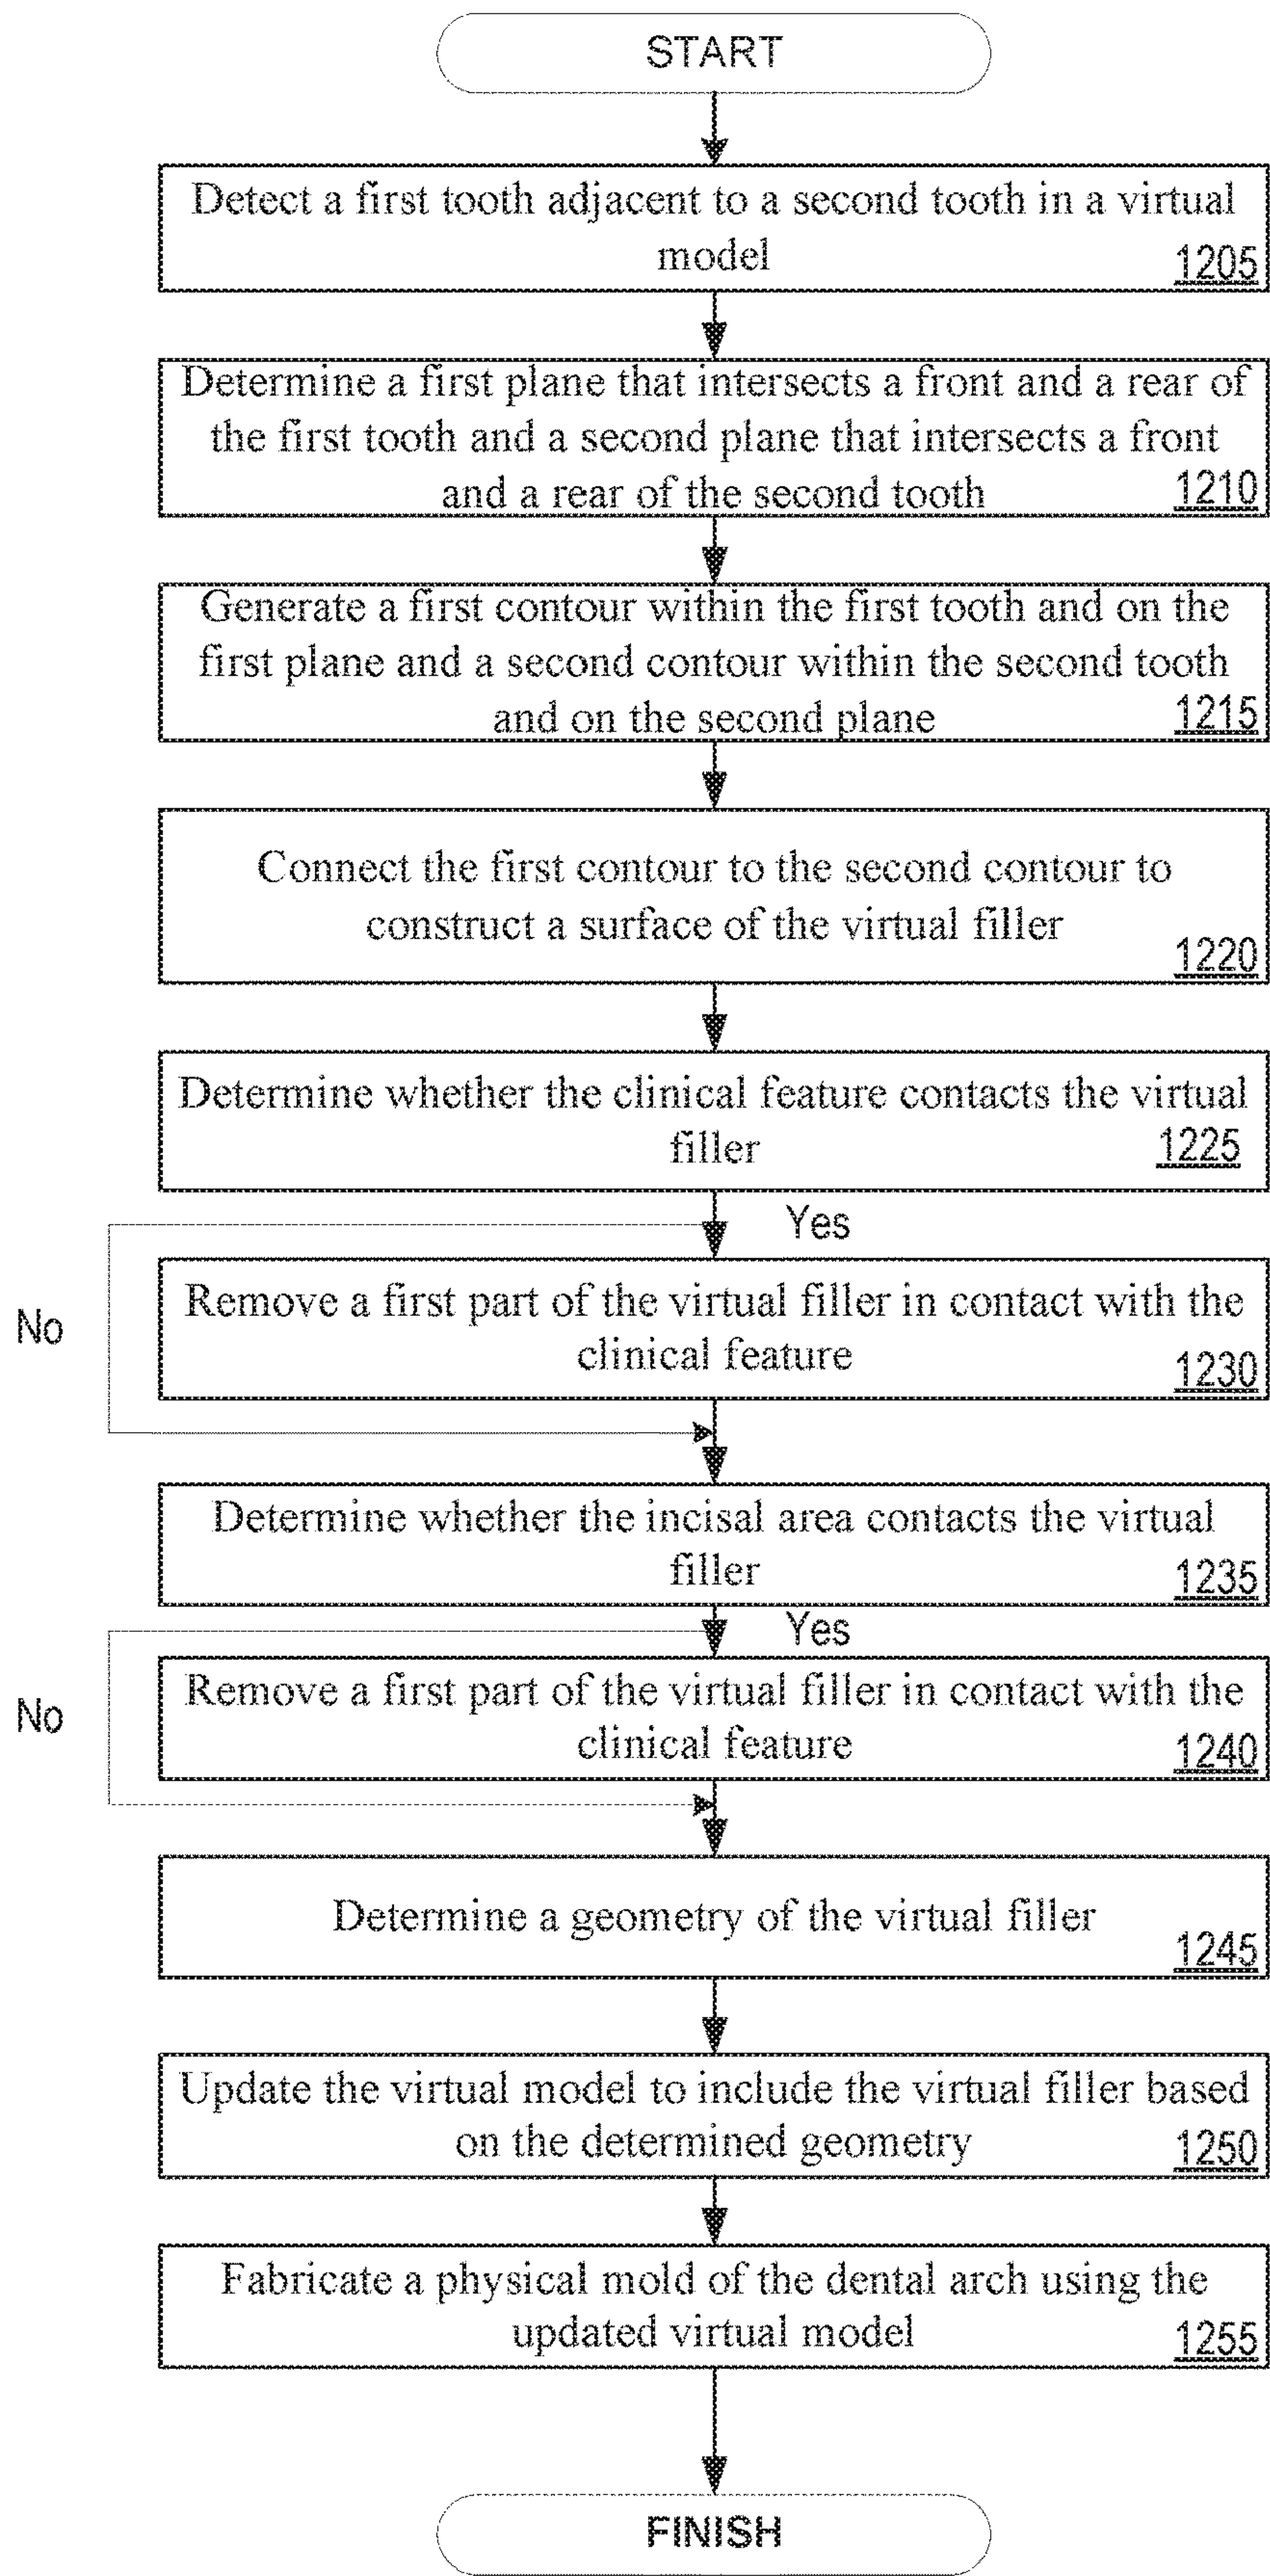 START
Detect a first tooth adjacent to a second tooth in a virtual
model
1205
Determine a first plane that intersects a front and a rear of
the first tooth and a second plane that intersects a front
and a rear of the second tooth
1210
Generate a first contour within the first tooth and on the
first plane and a second contour within the second tooth
and on the second plane
1215
Connect the first contour to the second contour to
construct a surface of the virtual filler
1220
Determine whether the clinical feature contacts the virtual
filler
1225
Yes
No
Remove a first part of the virtual filler in contact with the
clinical feature
1230
Determine whether the incisal area contacts the virtual
filler
1235
Yes
No
Remove a first part of the virtual filler in contact with the
clinical feature
1240
Determine a geometry of the virtual filler
1245
Update the virtual model to include the virtual filler based
on the determined geometry
1250
Fabricate a physical mold of the dental arch using the
updated virtual model
1255
FINISH